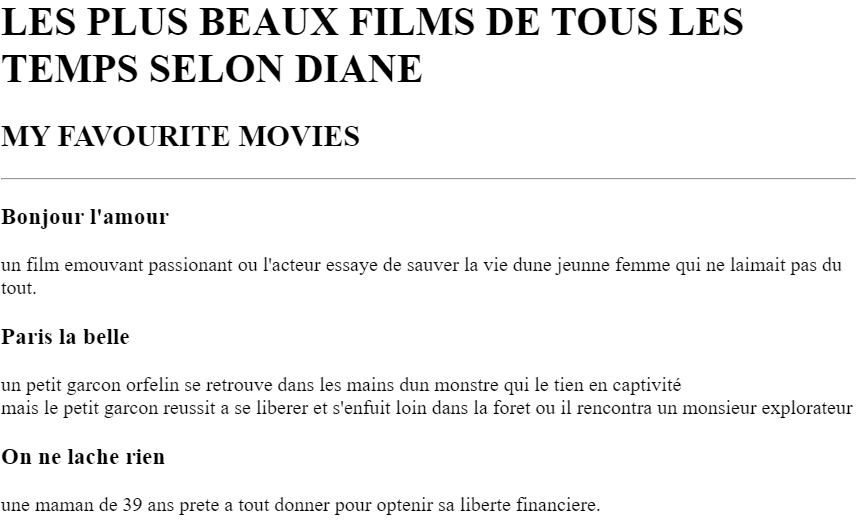 LES PLUS BEAUX FILMS DE TOUS LES
TEMPS SELON DIANE
MY FAVOURITE MOVIES
Bonjour l'amour
un film emouvant passionant ou l'acteur essaye de sauver la vie dune jeunne femme qui ne laimait pas du
tout.
Paris la belle
un petit garcon orfelin se retrouve dans les mains dun monstre qui le tien en captivité
mais le petit garcon reussit a se liberer et s'enfuit loin dans la foret ou il rencontra un monsieur explorateur
On ne lache rien
une maman de 39 ans prete a tout donner pour optenir sa liberte financiere.